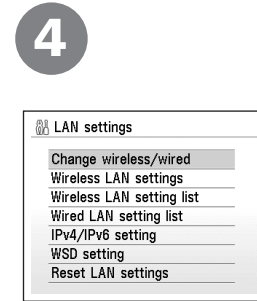 4
LAN settings
Change wireless/wired
Wireless LAN settings
Wireless LAN setting list
Wired LAN setting list
IPv4/IPv6 setting
WSD setting
Reset LAN settings